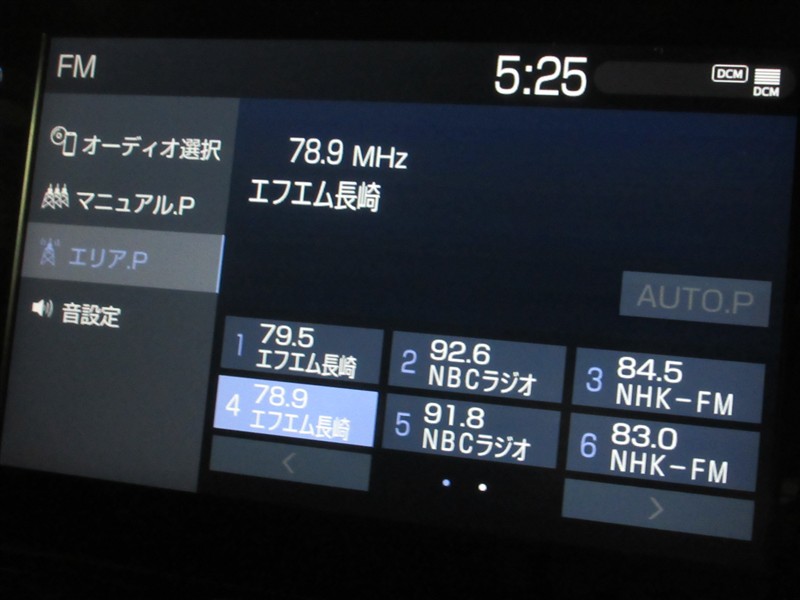 FM
5:25
DCM
DCM
オーディオ選択
マニュアル.P
エリア.P
音設定
78.9 MHz
エフエム長崎
AUTO.P
1 79.5
エフエム長崎
2 92.6
NBCラジオ
3 84.5
NHK-FM
4 78.9
エフエム長崎
5 91.8
NBCラジオ
6 83.0
NHK-FM